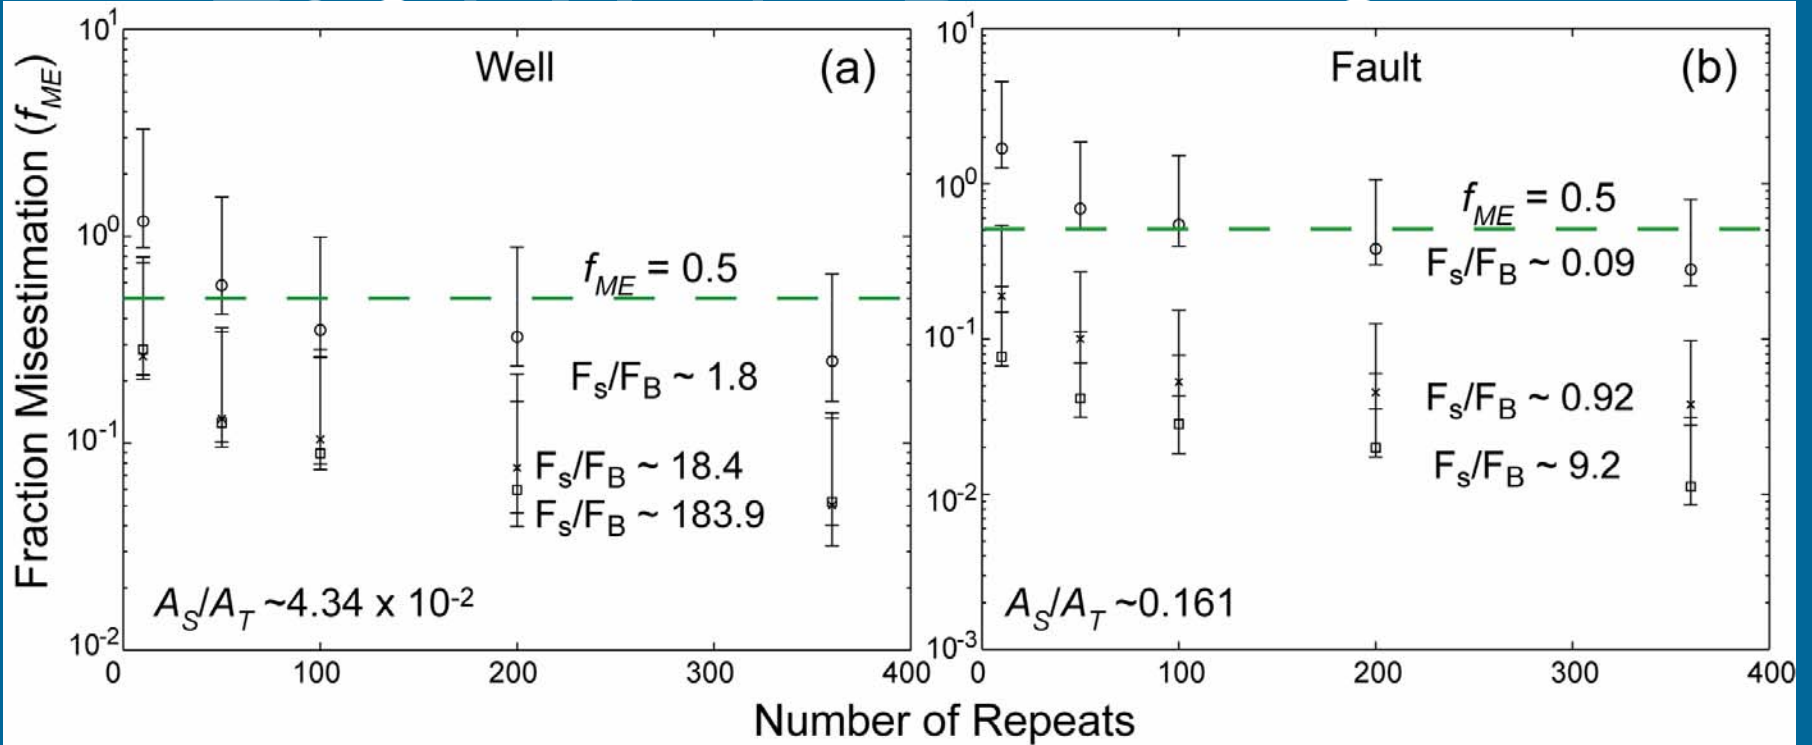 Fraction Misestimation (f_ME)
10^1
10^0
10^-1
10^-2
Well
(a)
f_ME = 0.5
F_s/F_B ~ 1.8
F_s/F_B ~ 18.4
F_s/F_B ~ 183.9
A_S/A_T ~4.34 x 10^-2
0
100
200
300
400
10^1
10^0
10^-1
10^-2
10^-3
Fault
(b)
f_ME = 0.5
F_s/F_B ~ 0.09
F_s/F_B ~ 0.92
F_s/F_B ~ 9.2
A_S/A_T ~0.161
0
100
200
300
400
Number of Repeats